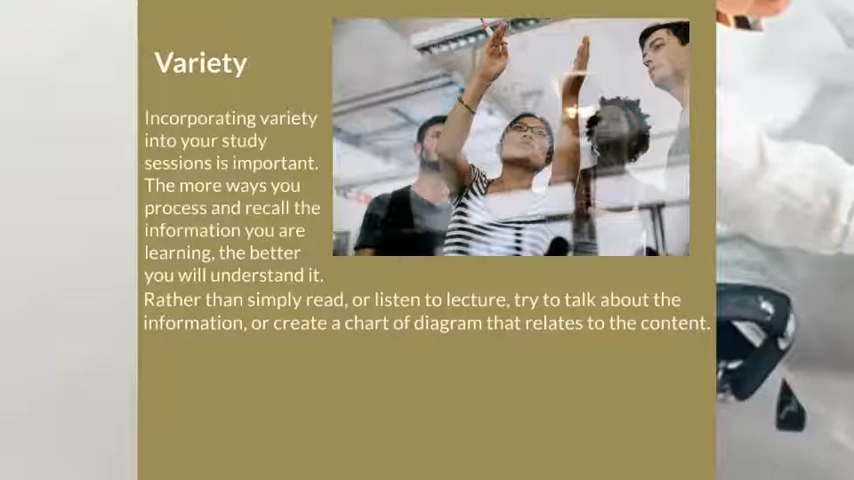 Variety
Incorporating variety
into your study
sessions is important.
The more ways you
process and recall the
information you are
learning, the better
you will understand it.
Rather than simply read, or listen to lecture, try to talk about the
information, or create a chart of diagram that relates to the content.